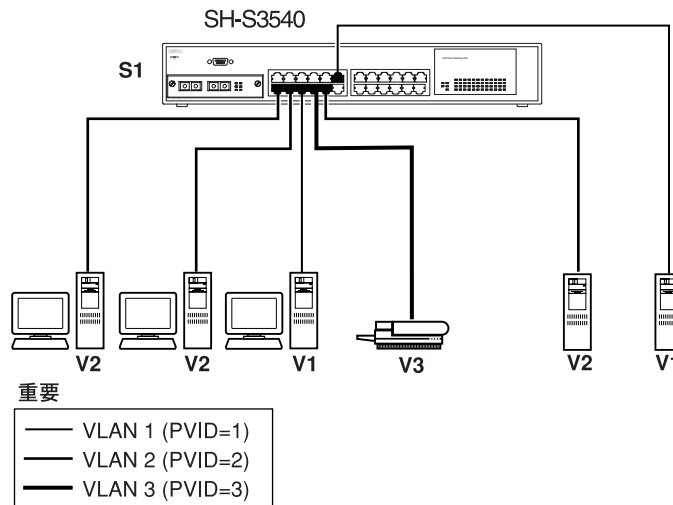 SH-S3540
S1
V2
V2
V1
V3
V2
重要
VLAN 1 (PVID=1)
VLAN 2 (PVID=2)
VLAN 3 (PVID=3)